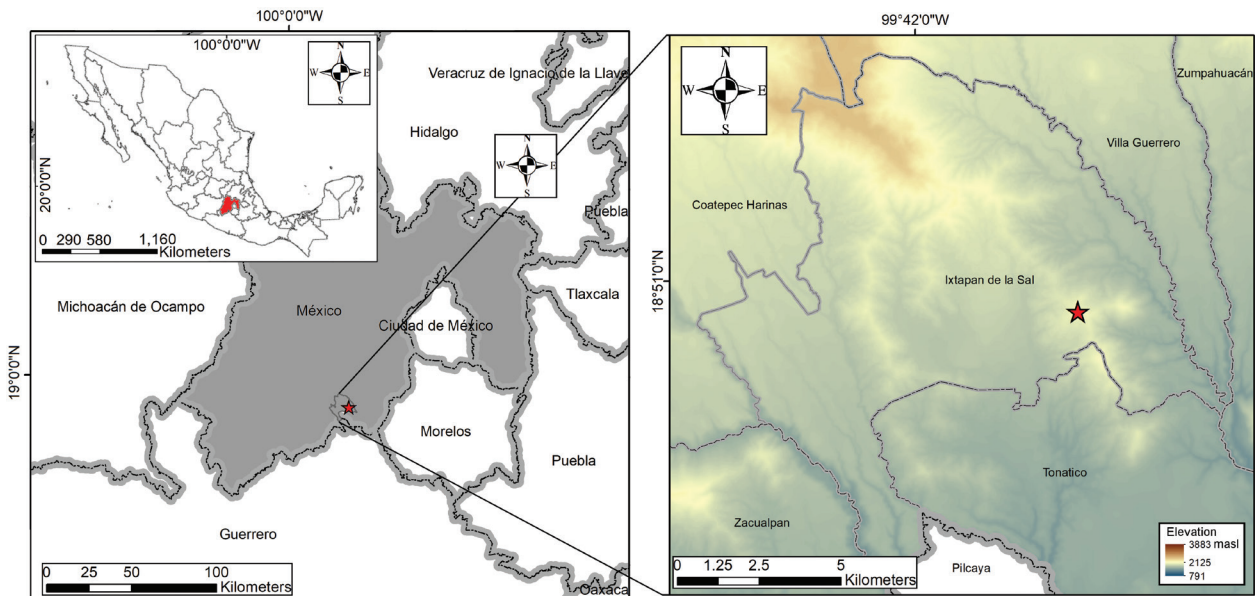 100°0'0"W
99°42'0"W
100°0'0"W
N
W E
S
20°0'0"N
0 290 580 1,160
Kilometers
Veracruz de Ignacio de la Llave
Hidalgo
N
W E
S
Puebla
Tlaxcala
Michoacán de Ocampo
México
Ciudad de México
19°0'0"N
Morelos
Puebla
Guerrero
Oaxaca
0 25 50 100
Kilometers
N
W E
S
Zumpahuacán
Villa Guerrero
Coatepec Harinas
18°51'0"N
Ixtapan de la Sal
Tonatico
Zacualpan
Pilcaya
0 1.25 2.5 5
Kilometers
Elevation
3883 masl
2125
791